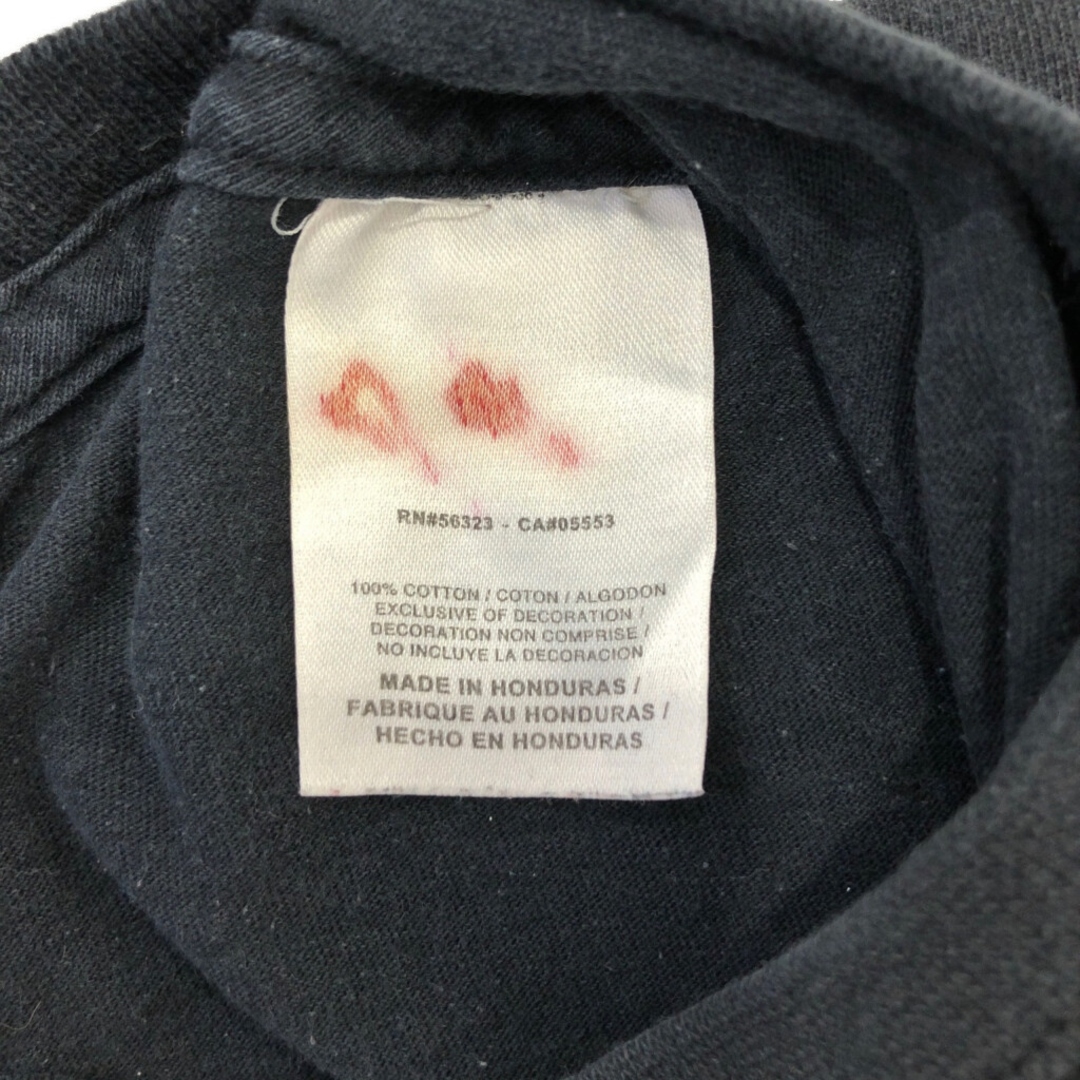 RN#56323 - CA#05553
100% COTTON / COTON / ALGODON
EXCLUSIVE OF DECORATION /
DECORATION NON COMPRISE /
NO INCLUYE LA DECORACION
MADE IN HONDURAS /
FABRIQUE AU HONDURAS /
HECHO EN HONDURAS